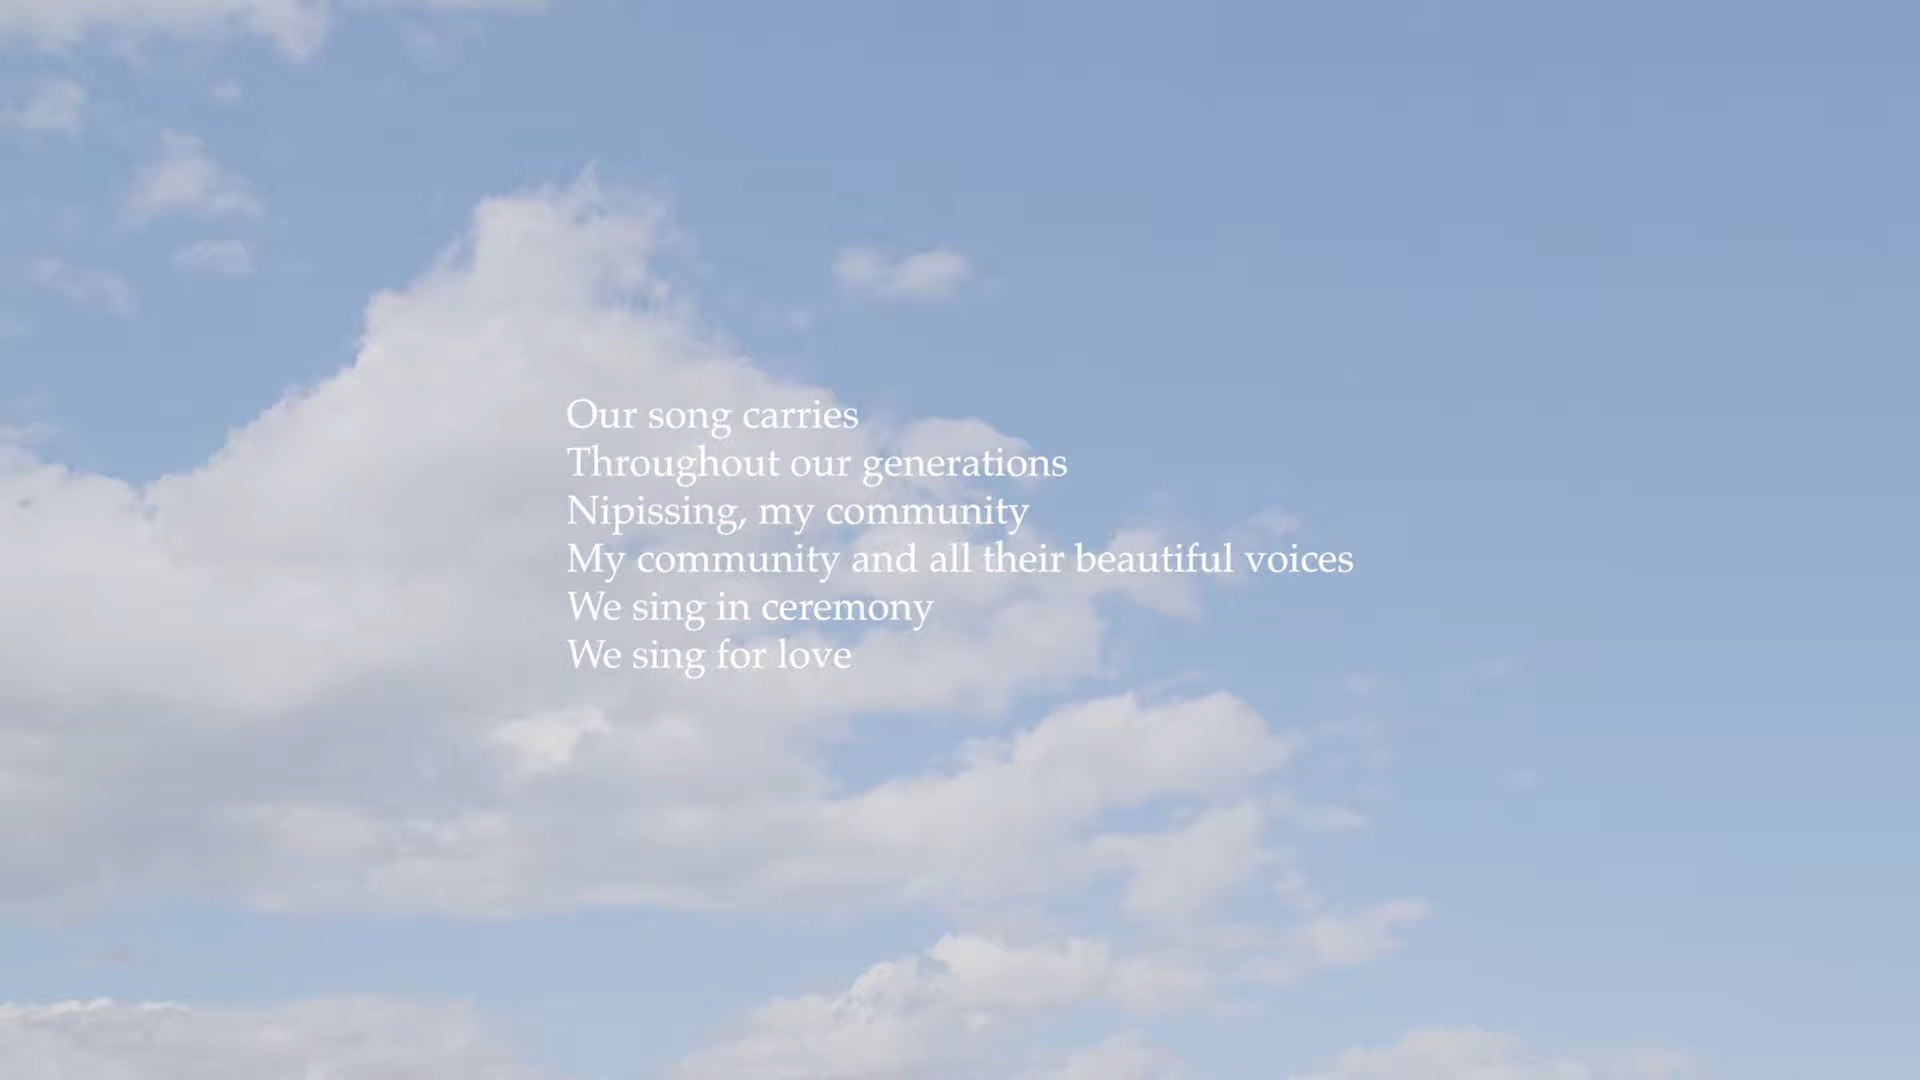 Our song carries
Throughout our generations
Nipissing, my community
My community and all their beautiful voices
We sing in ceremony
We sing for love